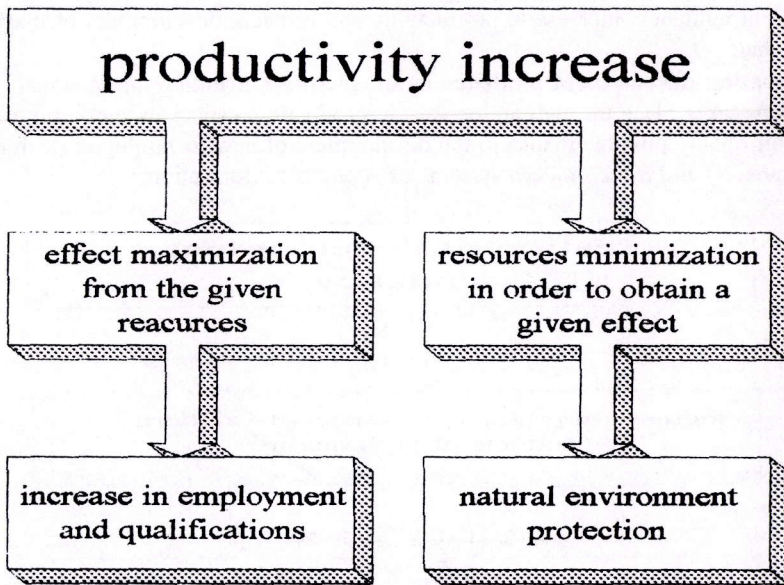 productivity increase
effect maximization
from the given
reacurces
resources minimization
in order to obtain a
given effect
increase in employment
and qualifications
natural environment
protection